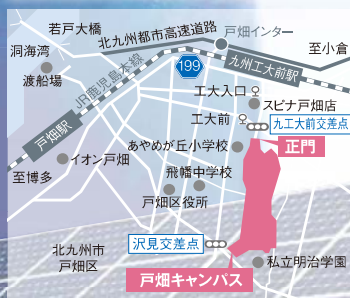 若戸大橋
北九州都市高速道路
戸畑インター
洞海湾
至小倉
渡船場
JR鹿児島本線
199
九州工大前駅
工大入口
スピナ戸畑店
戸畑駅
工大前
九工大前交差点
あやめが丘小学校
正門
イオン戸畑
飛幡中学校
至博多
戸畑区役所
沢見交差点
北九州市
戸畑区
私立明治学園
戸畑キャンパス